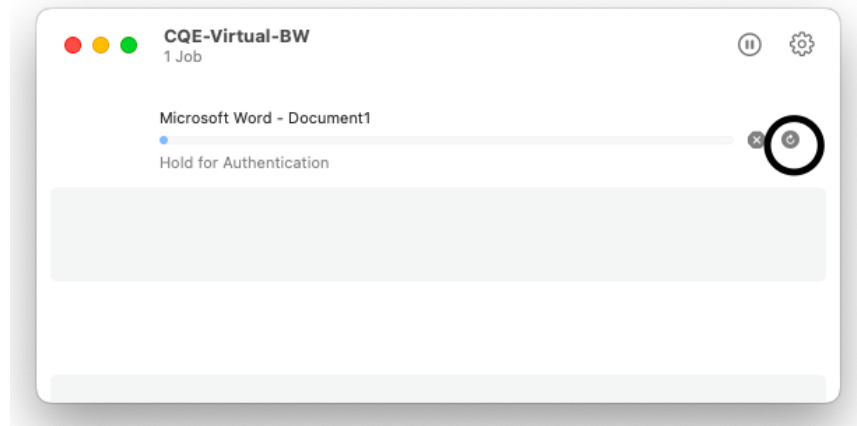 CQE-Virtual-BW
1 Job
Microsoft Word - Document1
Hold for Authentication